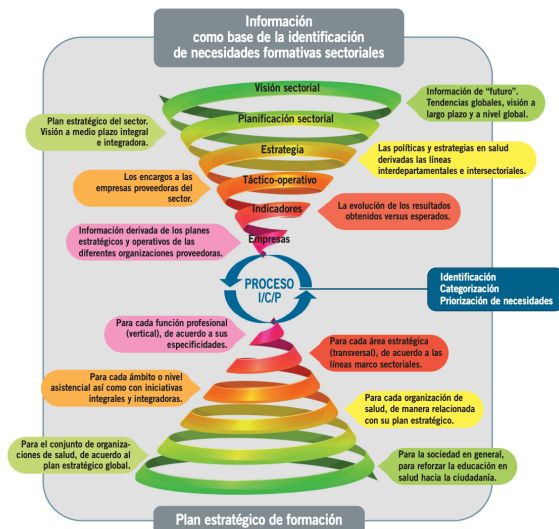 Información
como base de la identificación
de necesidades formativas sectoriales
Visión sectorial
Información de “futuro”.
Tendencias globales, visión a
largo plazo y a nivel global.
Plan estratégico del sector.
Visión a medio plazo integral
e integradora.
Planificación sectorial
Estrategia
Las políticas y estrategias en salud
derivadas las líneas
interdepartamentales e intersectoriales.
Los encargos a las
empresas proveedoras del
sector.
Táctico-operativo
Indicadores
La evolución de los resultados
obtenidos versus esperados.
Información derivada de los planes
estratégicos y operativos de las
diferentes organizaciones proveedoras.
Empresas
PROCESO
I/C/P
Identificación
Categorización
Priorización de necesidades
Para cada función profesional
(vertical), de acuerdo a sus
especificidades.
Para cada área estratégica
(transversal), de acuerdo a las
líneas marco sectoriales.
Para cada ámbito o nivel
asistencial así como con iniciativas
integrales y integradoras.
Para cada organización de
salud, de manera relacionada
con su plan estratégico.
Para el conjunto de organiza-
ciones de salud, de acuerdo al
plan estratégico global.
Para la sociedad en general,
para reforzar la educación en
salud hacia la ciudadanía.
Plan estratégico de formación